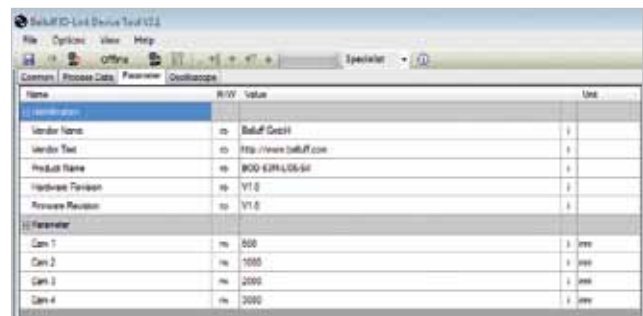 Balluff IO-Link Device Tool
File Options View Help
Offline Specialist
Common Process Data Parameter Oscilloscope
Name R/W Value Unit
Identification
Vendor Name ro Balluff GmbH
Vendor Text ro http://www.balluff.com
Product Name ro
Hardware Revision ro V1.0
Firmware Revision ro V1.0
Parameter
Cam 1 rw 500 mm
Cam 2 rw 1000 mm
Cam 3 rw 2000 mm
Cam 4 rw 3000 mm